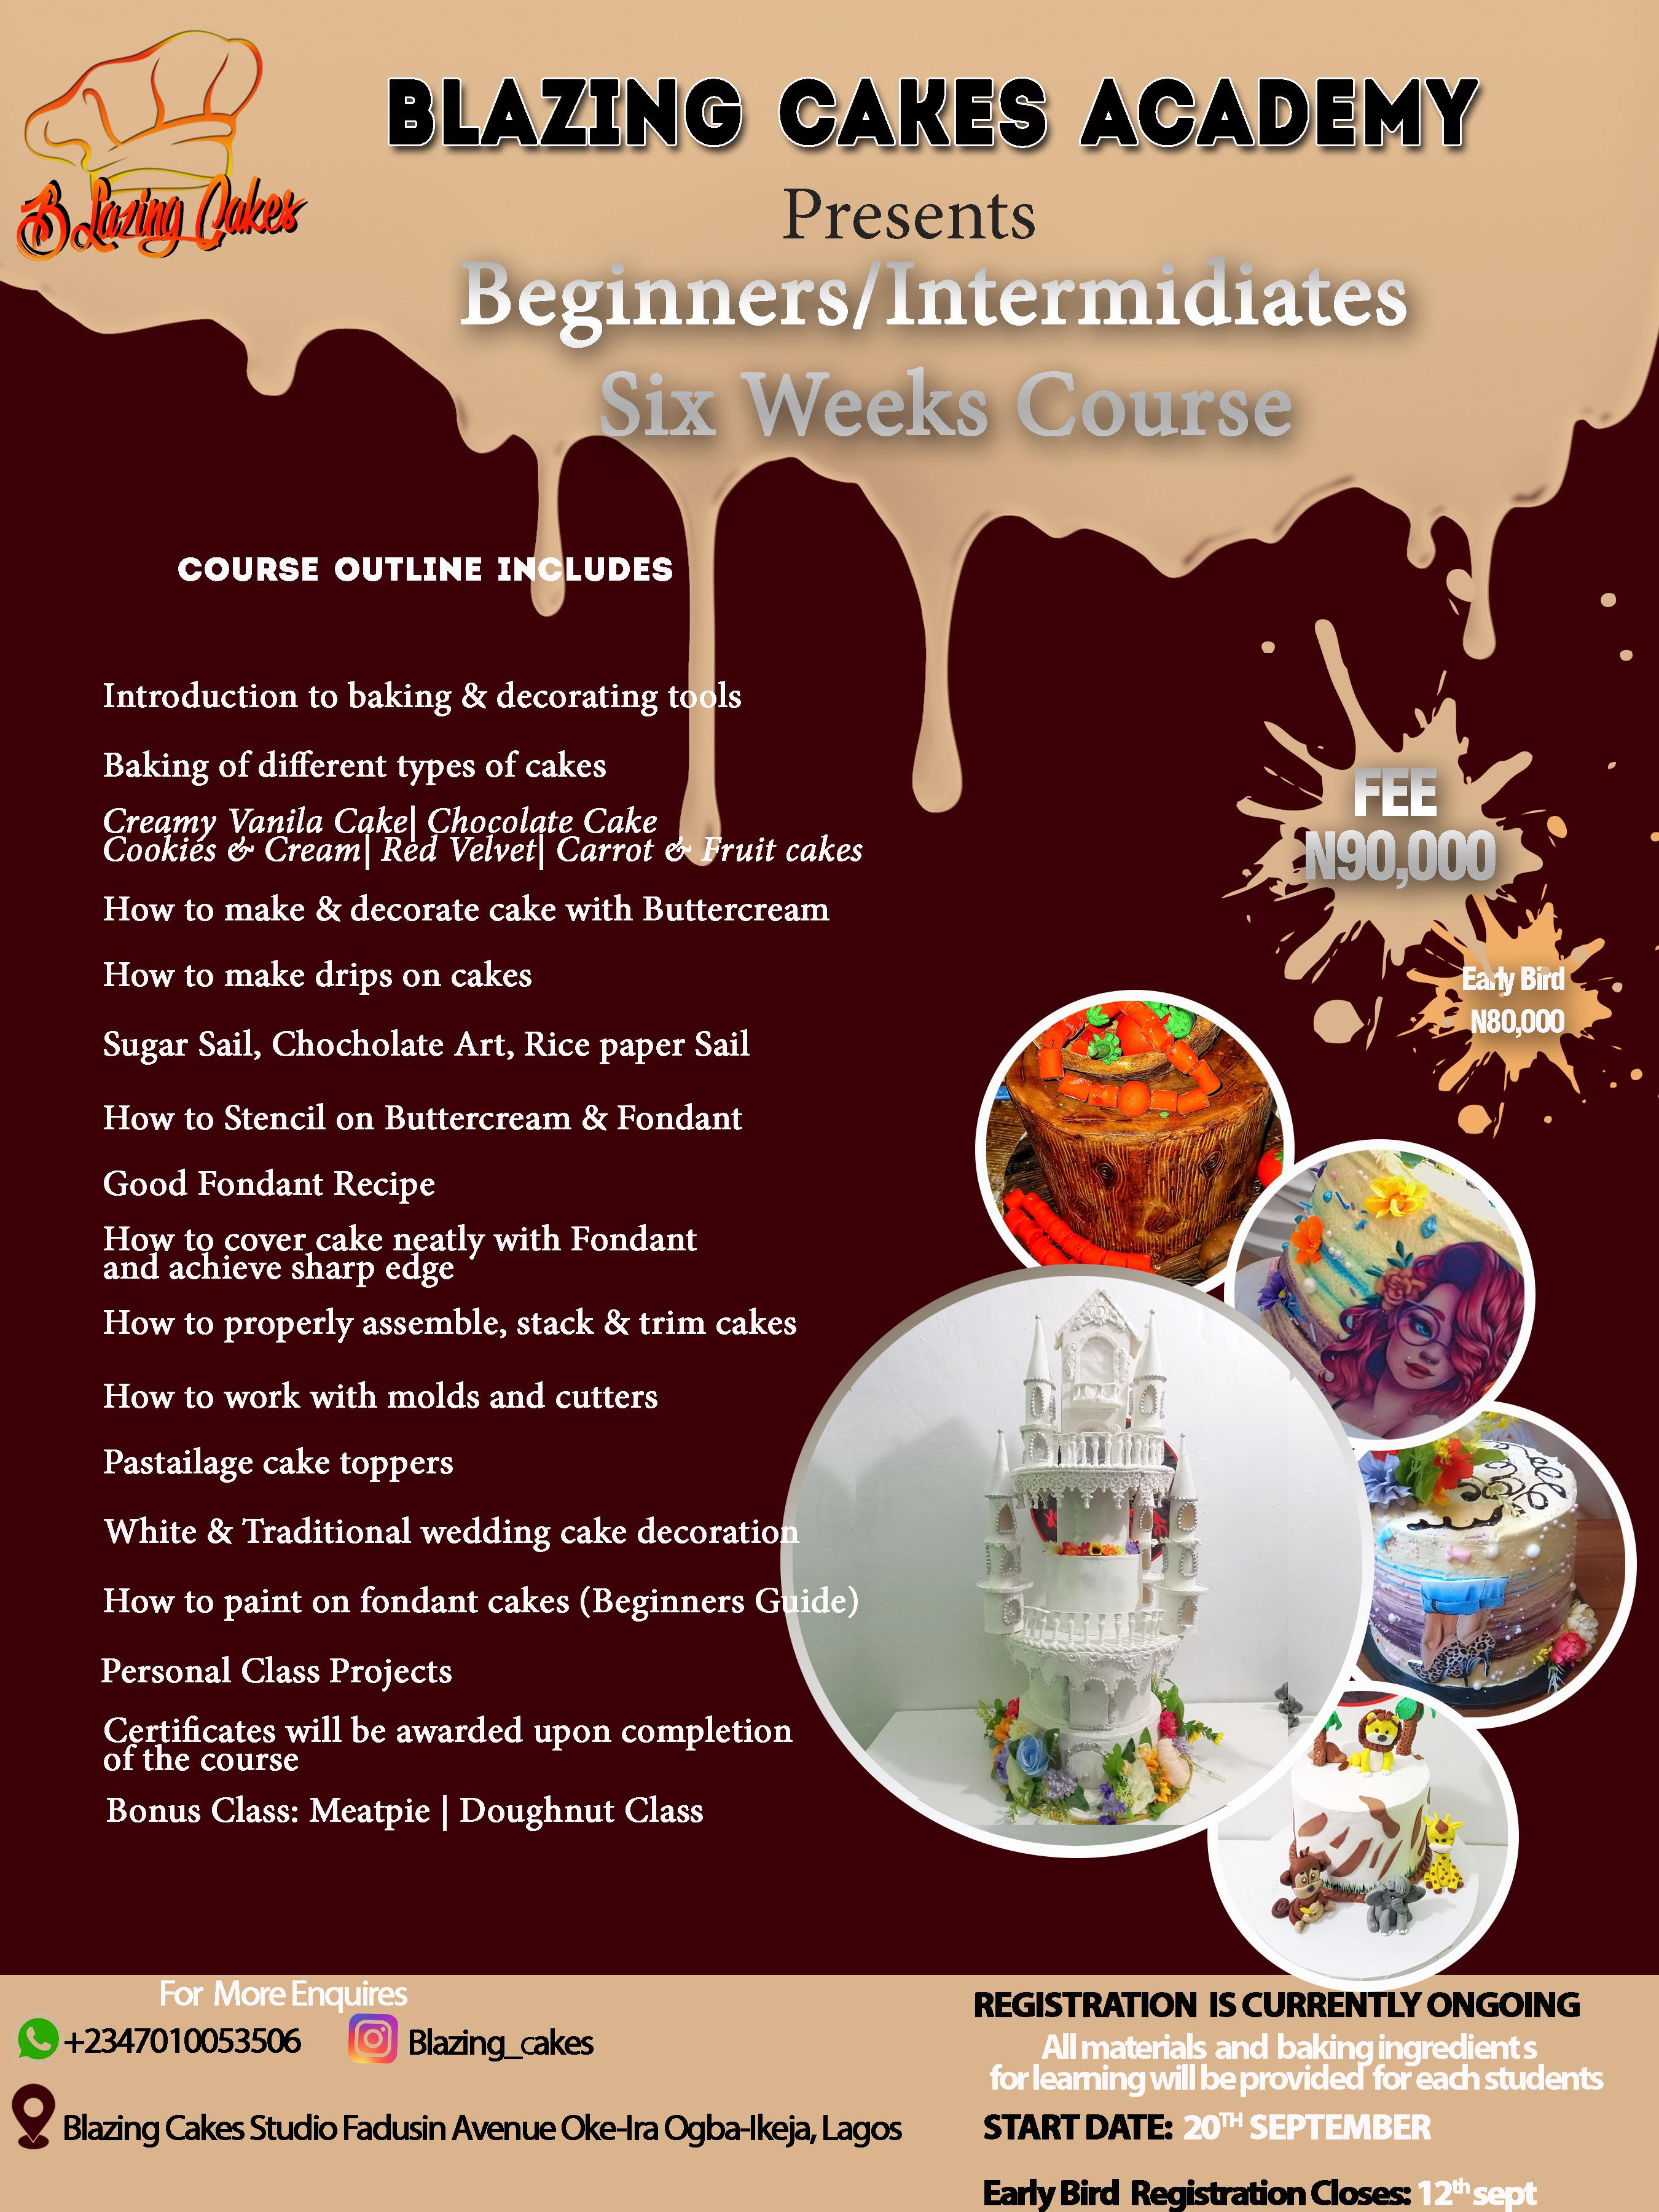 BLazing Cakes
BLAZING CAKES ACADEMY
Presents
Beginners/Intermidiates
Six Weeks Course
COURSE OUTLINE INCLUDES
Introduction to baking & decorating tools
Baking of different types of cakes
Creamy Vanila Cake| Chocolate Cake
Cookies & Cream| Red Velvet| Carrot & Fruit cakes
How to make & decorate cake with Buttercream
How to make drips on cakes
Sugar Sail, Chocholate Art, Rice paper Sail
How to Stencil on Buttercream & Fondant
Good Fondant Recipe
How to cover cake neatly with Fondant
and achieve sharp edge
How to properly assemble, stack & trim cakes
How to work with molds and cutters
Pastailage cake toppers
White & Traditional wedding cake decoration
How to paint on fondant cakes (Beginners Guide)
Personal Class Projects
Certificates will be awarded upon completion
of the course
Bonus Class: Meatpie | Doughnut Class
FEE
N90,000
Early Bird
N80,000
For More Enquires
+2347010053506
Blazing_cakes
Blazing Cakes Studio Fadusin Avenue Oke-Ira Ogba-Ikeja, Lagos
REGISTRATION IS CURRENTLY ONGOING
All materials and baking ingredients
for learning will be provided for each students
START DATE: 20TH SEPTEMBER
Early Bird Registration Closes: 12th sept